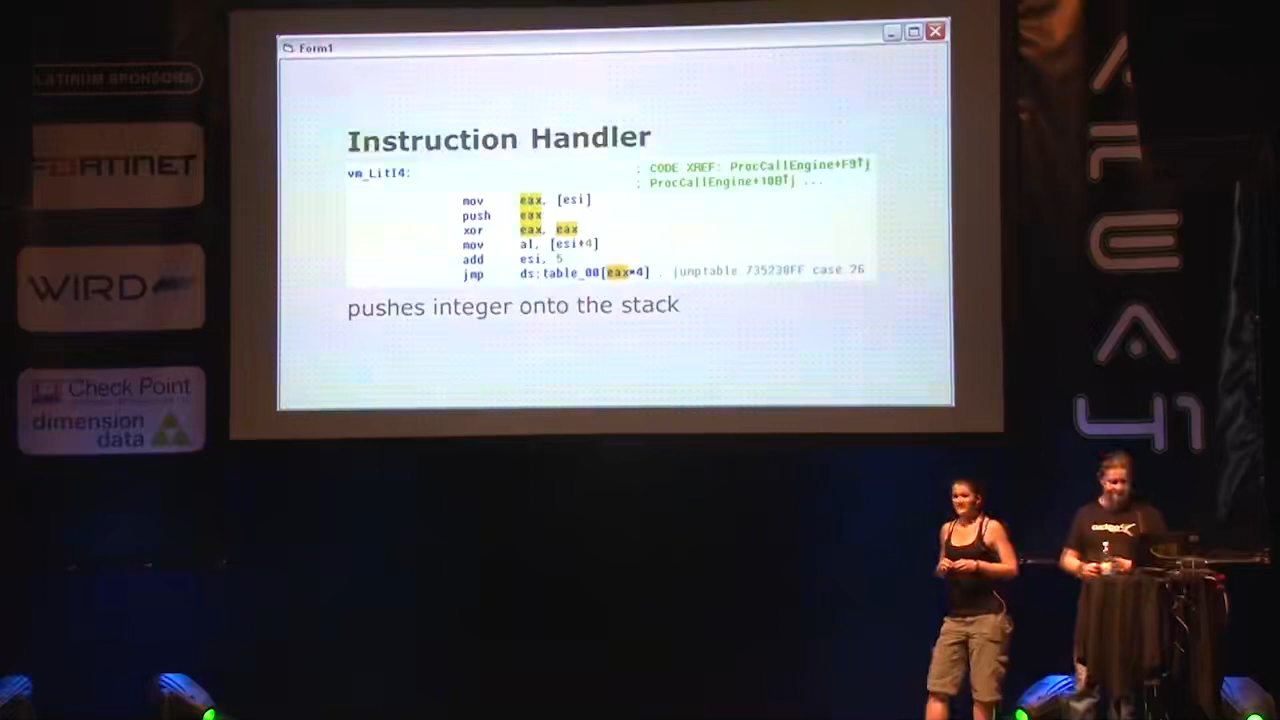 Form1
Instruction Handler
vm_LitI4:
; CODE XREF: ProcCallEngine+F9↑j
; ProcCallEngine+10B↑j ...
mov eax, [esi]
push eax
xor eax, eax
mov al, [esi+4]
add esi, 5
jmp ds:table_00[eax*4] ; jumptable 735230FF case 26
pushes integer onto the stack
PLATINUM SPONSORS
FORTINET
WIRD
Check Point
dimension
data
AREA41